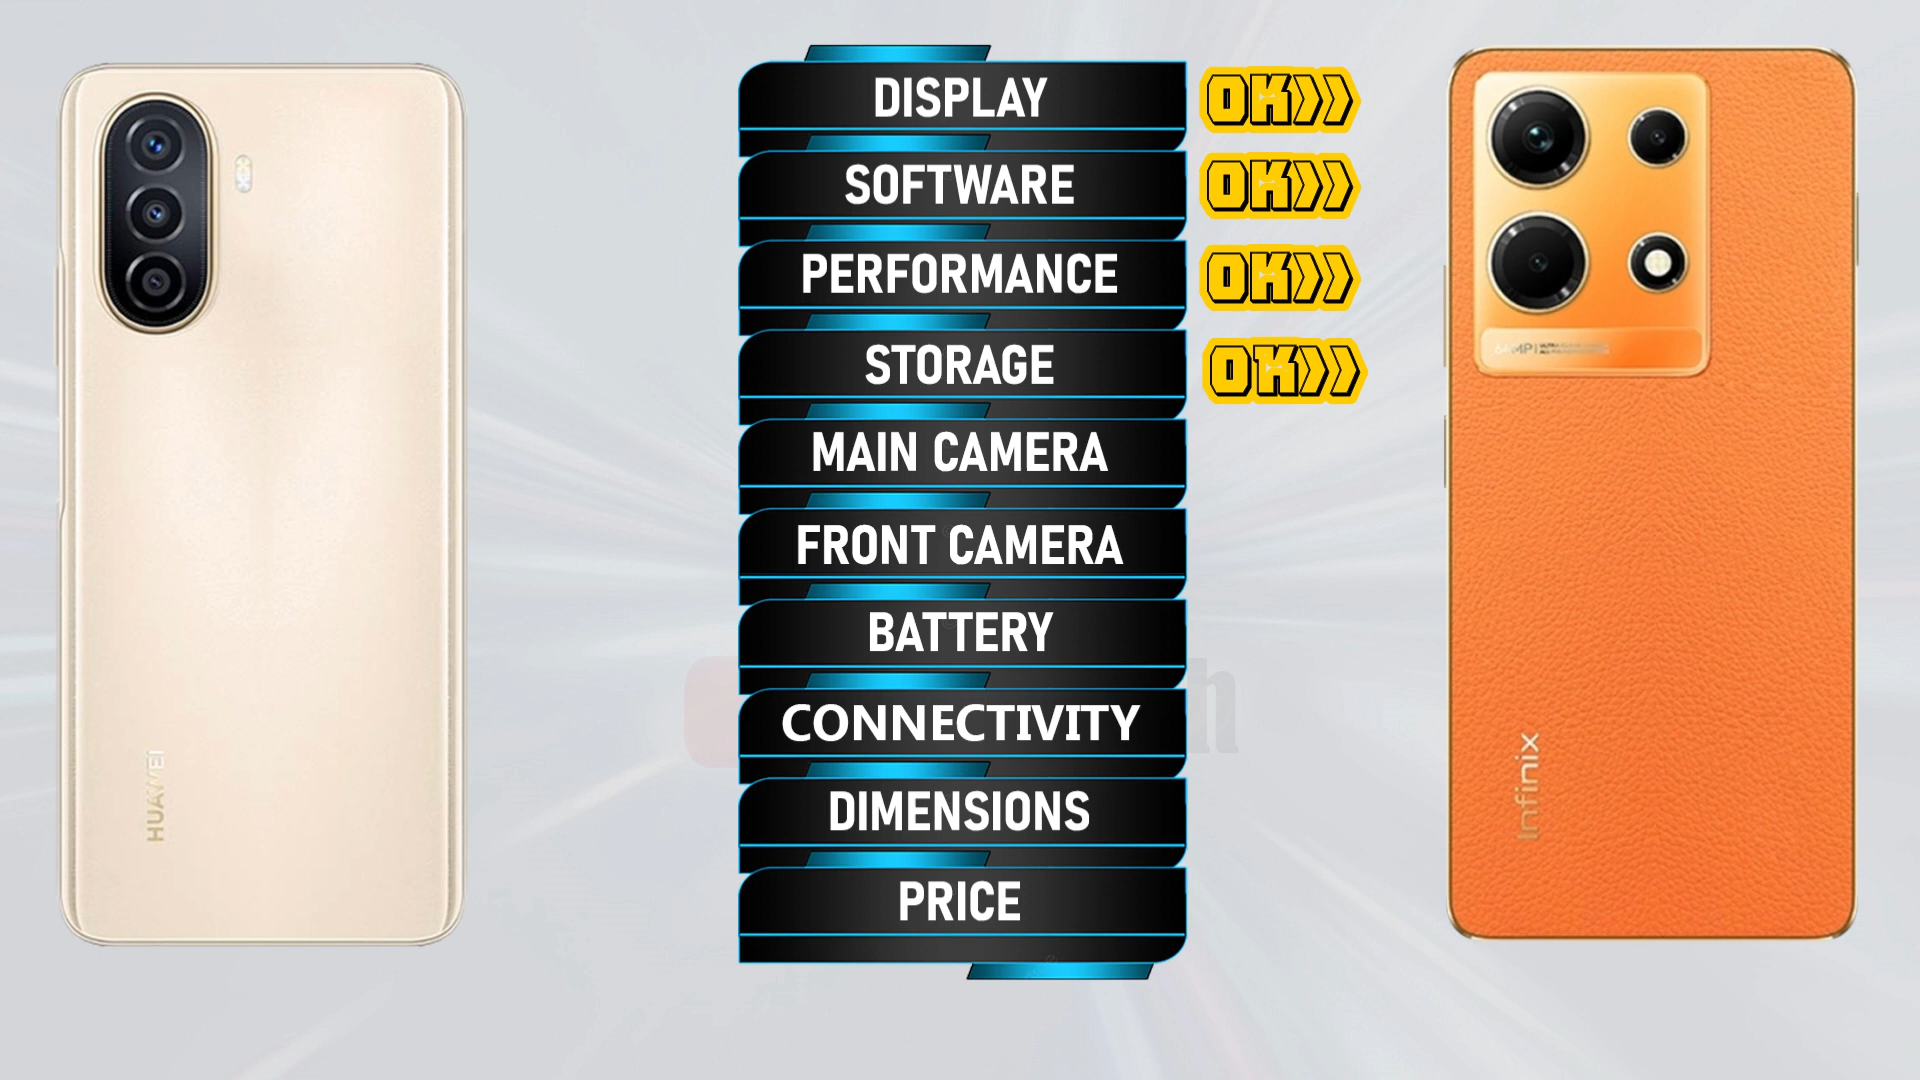 DISPLAY OK》
SOFTWARE OK》
PERFORMANCE OK》
STORAGE OK》
MAIN CAMERA
FRONT CAMERA
BATTERY
CONNECTIVITY
DIMENSIONS
PRICE
HUAWEI
Infinix